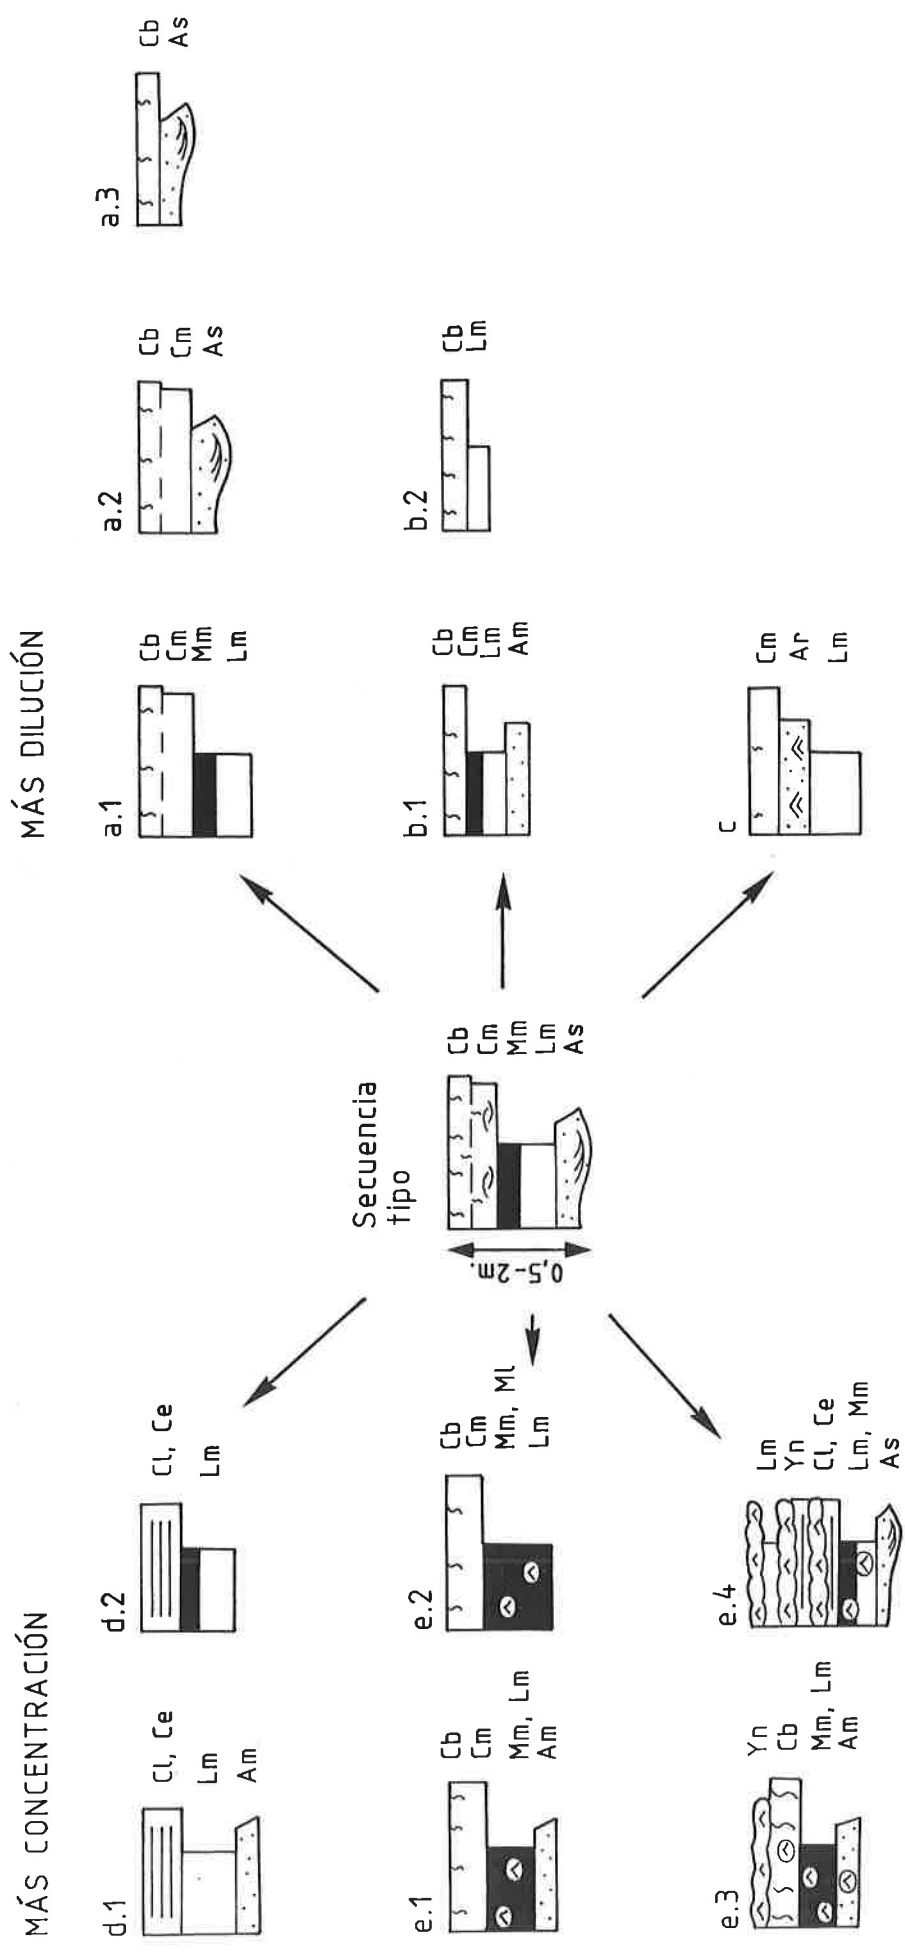 MÁS CONCENTRACIÓN
MÁS DILUCIÓN
d.1
Cl, Ce
Lm
Am
d.2
Cl, Ce
Lm
a.1
Cb
Cm
Mm
Lm
a.2
Cb
Cm
As
a.3
Cb
As
Secuencia
tipo
0,5-2m.
Cb
Cm
Mm
Lm
As
e.1
Cb
Cm
Mm, Lm
Am
e.2
Cb
Cm
Mm, Ml
Lm
b.1
Cb
Cm
Lm
Am
b.2
Cb
Lm
e.3
Yn
Cb
Mm, Lm
Am
e.4
Lm
Yn
Cl, Ce
Lm, Mm
As
c
Cm
Ar
Lm